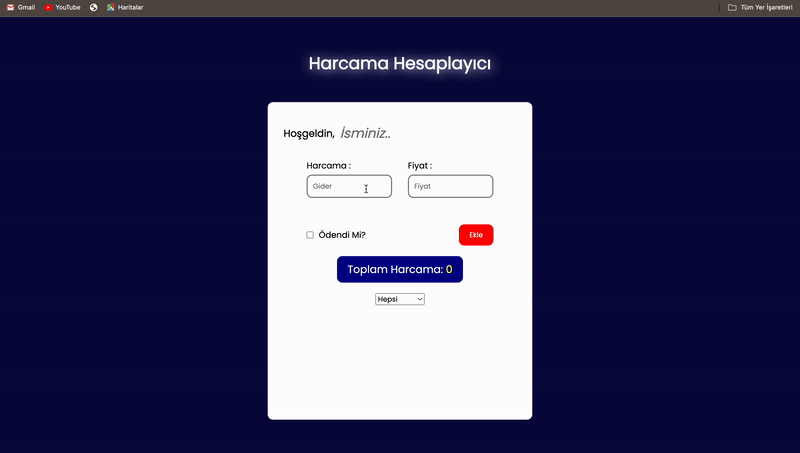 Gmail YouTube Haritalar Tüm Yer İşaretleri
Harcama Hesaplayıcı
Hoşgeldin, İsminiz..
Harcama : Fiyat :
Gider Fiyat
Ödendi Mi? Ekle
Toplam Harcama: 0
Hepsi